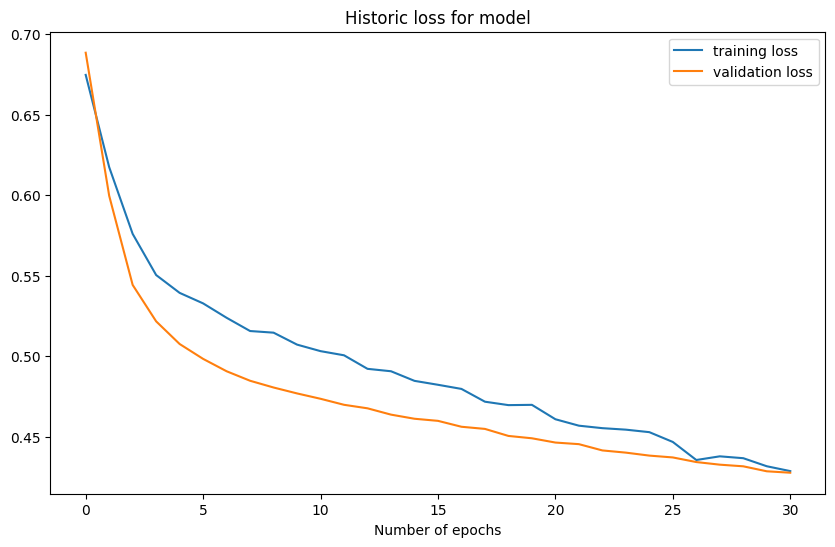 Historic loss for model
training loss
validation loss
0.70
0.65
0.60
0.55
0.50
0.45
0 5 10 15 20 25 30
Number of epochs